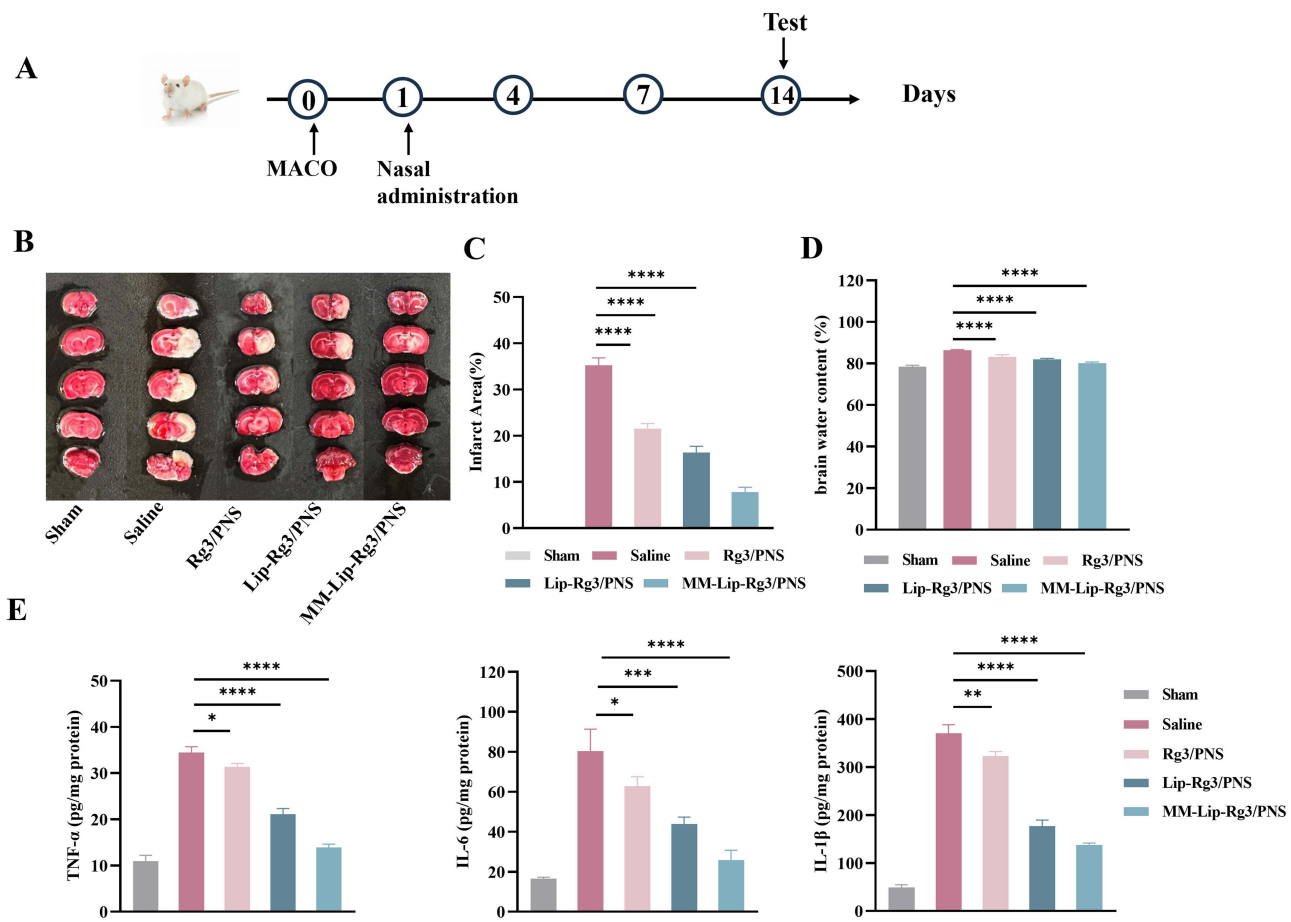 A
Test
0
1
4
7
14
Days
MACO
Nasal
administration
B
Sham
Saline
Rg3/PNS
Lip-Rg3/PNS
MM-Lip-Rg3/PNS
C
****
****
****
Infarct Area(%)
50
40
30
20
10
0
Sham
Saline
Rg3/PNS
Lip-Rg3/PNS
MM-Lip-Rg3/PNS
D
****
****
****
brain water content (%)
120
100
80
60
40
20
0
Sham
Saline
Rg3/PNS
Lip-Rg3/PNS
MM-Lip-Rg3/PNS
E
****
****
*
TNF-α (pg/mg protein)
50
40
30
20
10
0
****
***
*
IL-6 (pg/mg protein)
120
100
80
60
40
20
0
****
****
**
IL-1β (pg/mg protein)
500
400
300
200
100
0
Sham
Saline
Rg3/PNS
Lip-Rg3/PNS
MM-Lip-Rg3/PNS